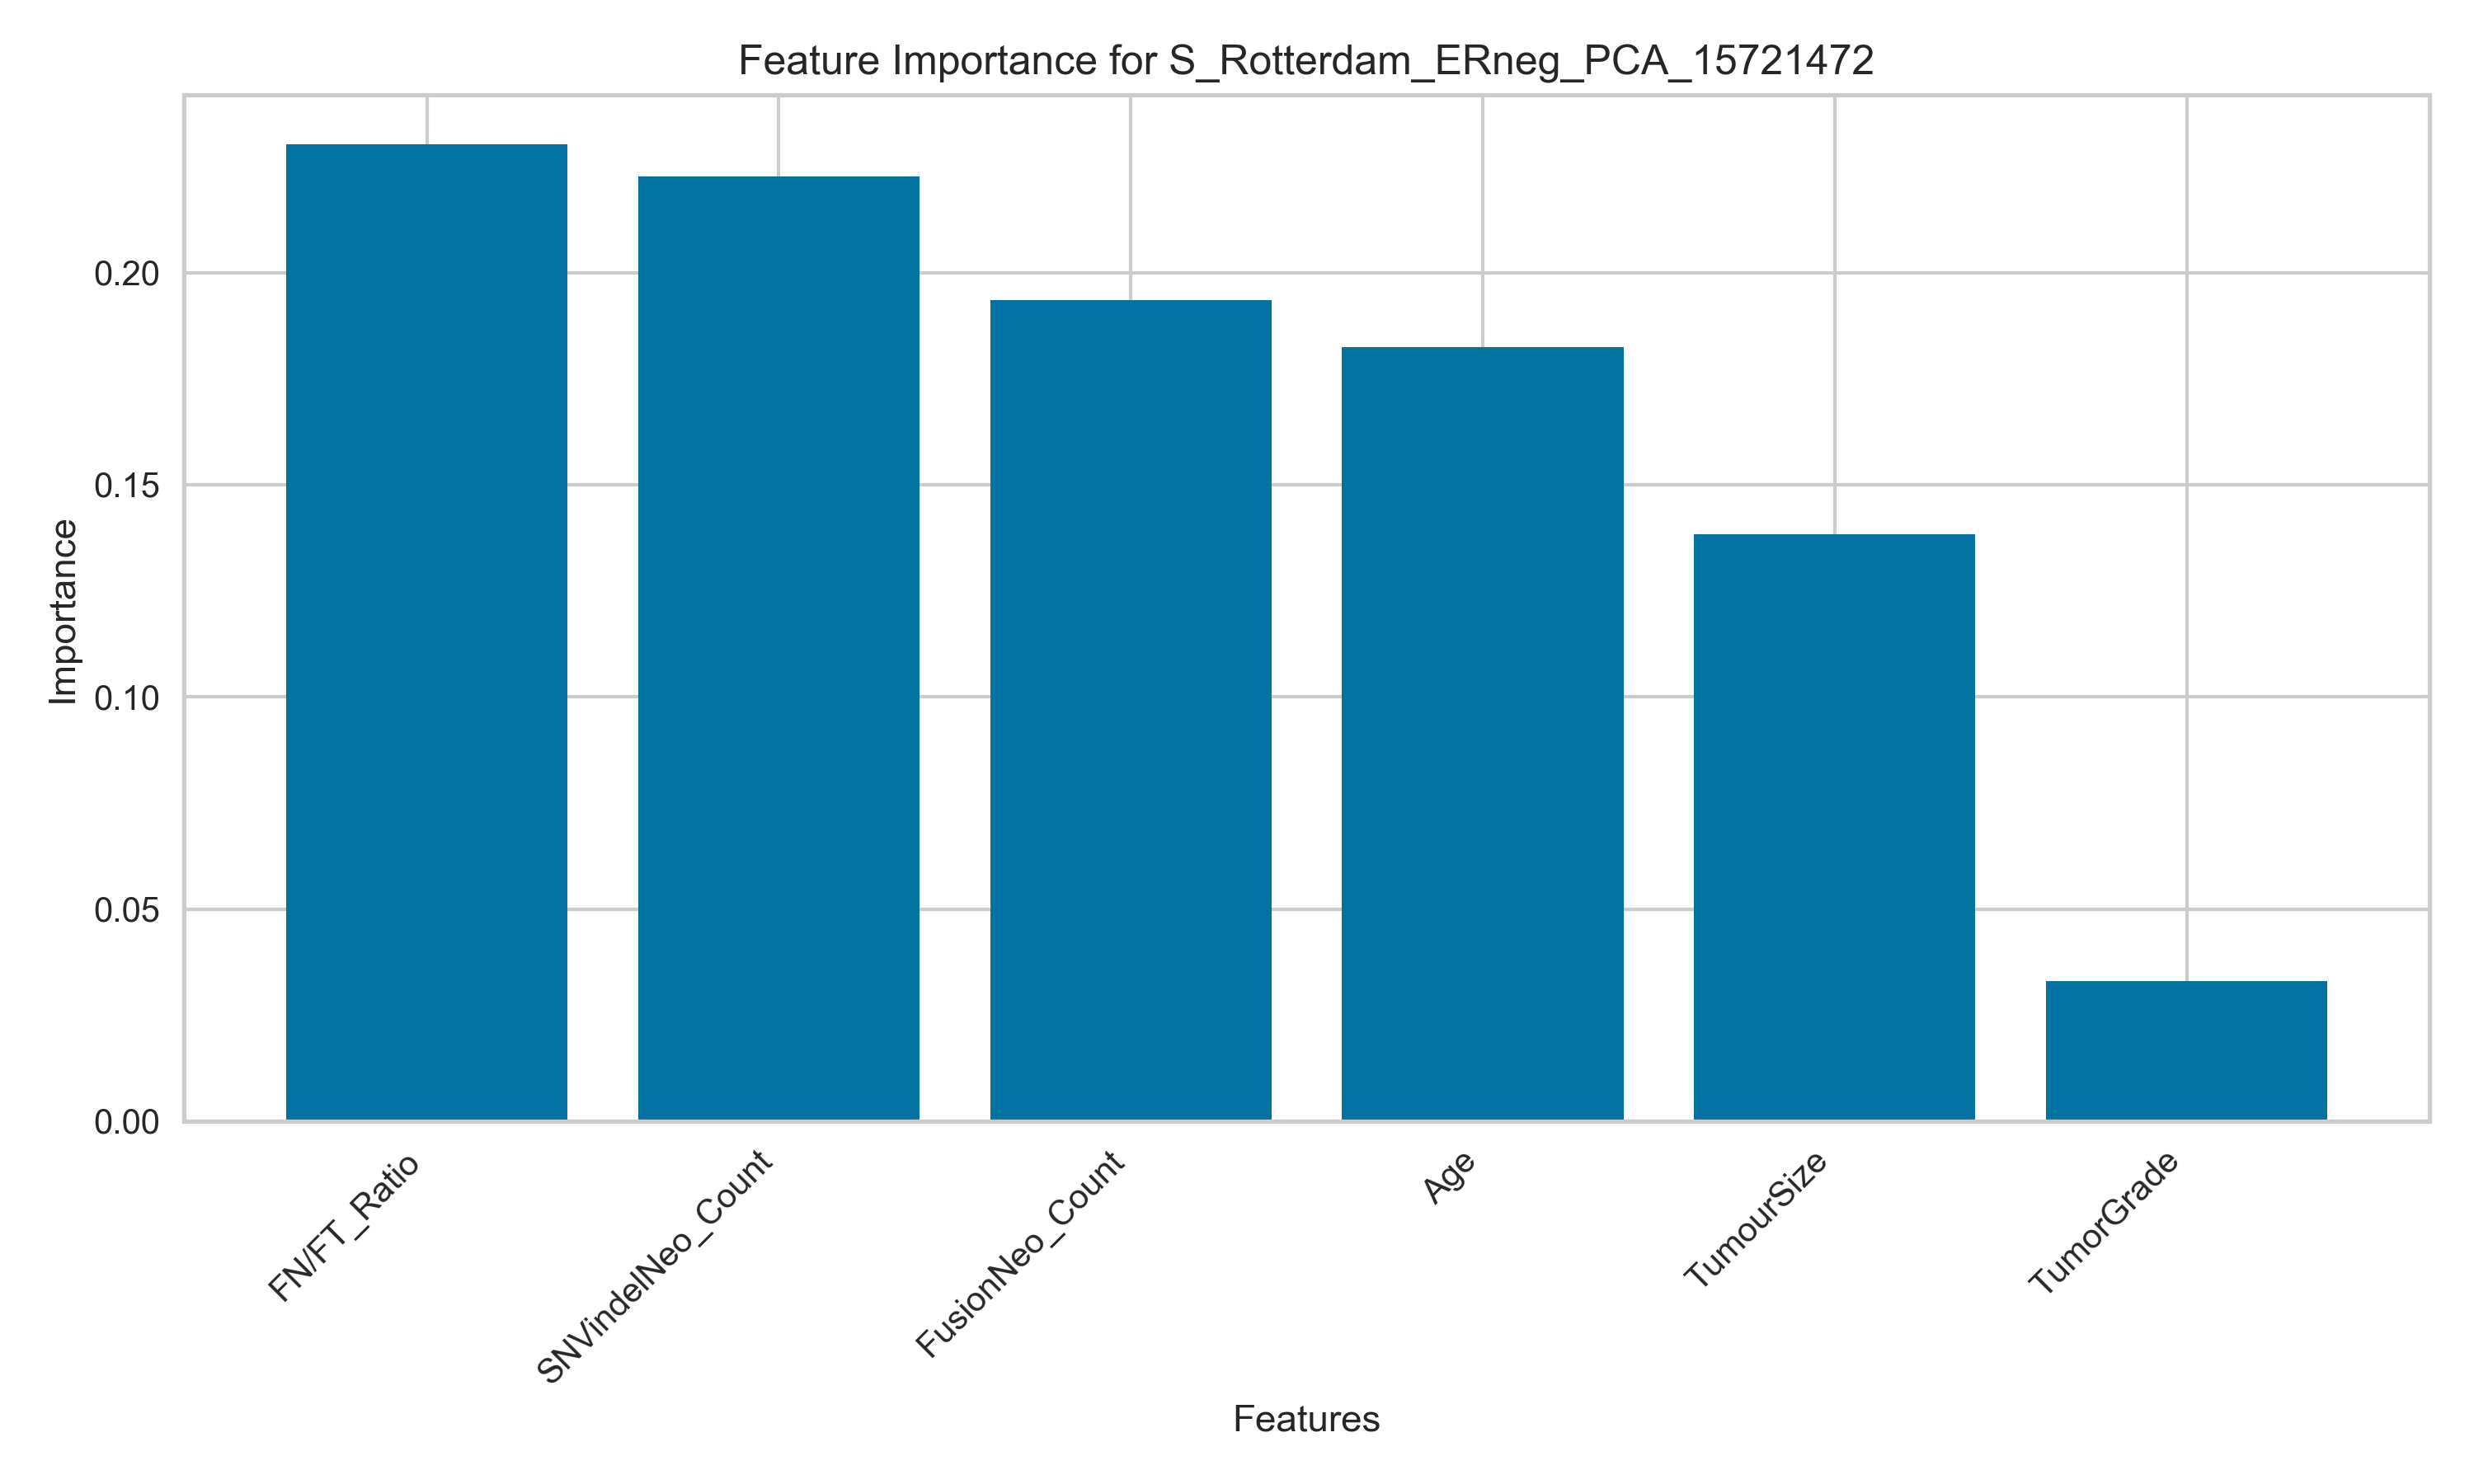 Feature Importance for S_Rotterdam_ERneg_PCA_15721472
Importance
0.20
0.15
0.10
0.05
0.00
FN/FT_Ratio
SNVindelNeo_Count
FusionNeo_Count
Age
TumourSize
TumorGrade
Features